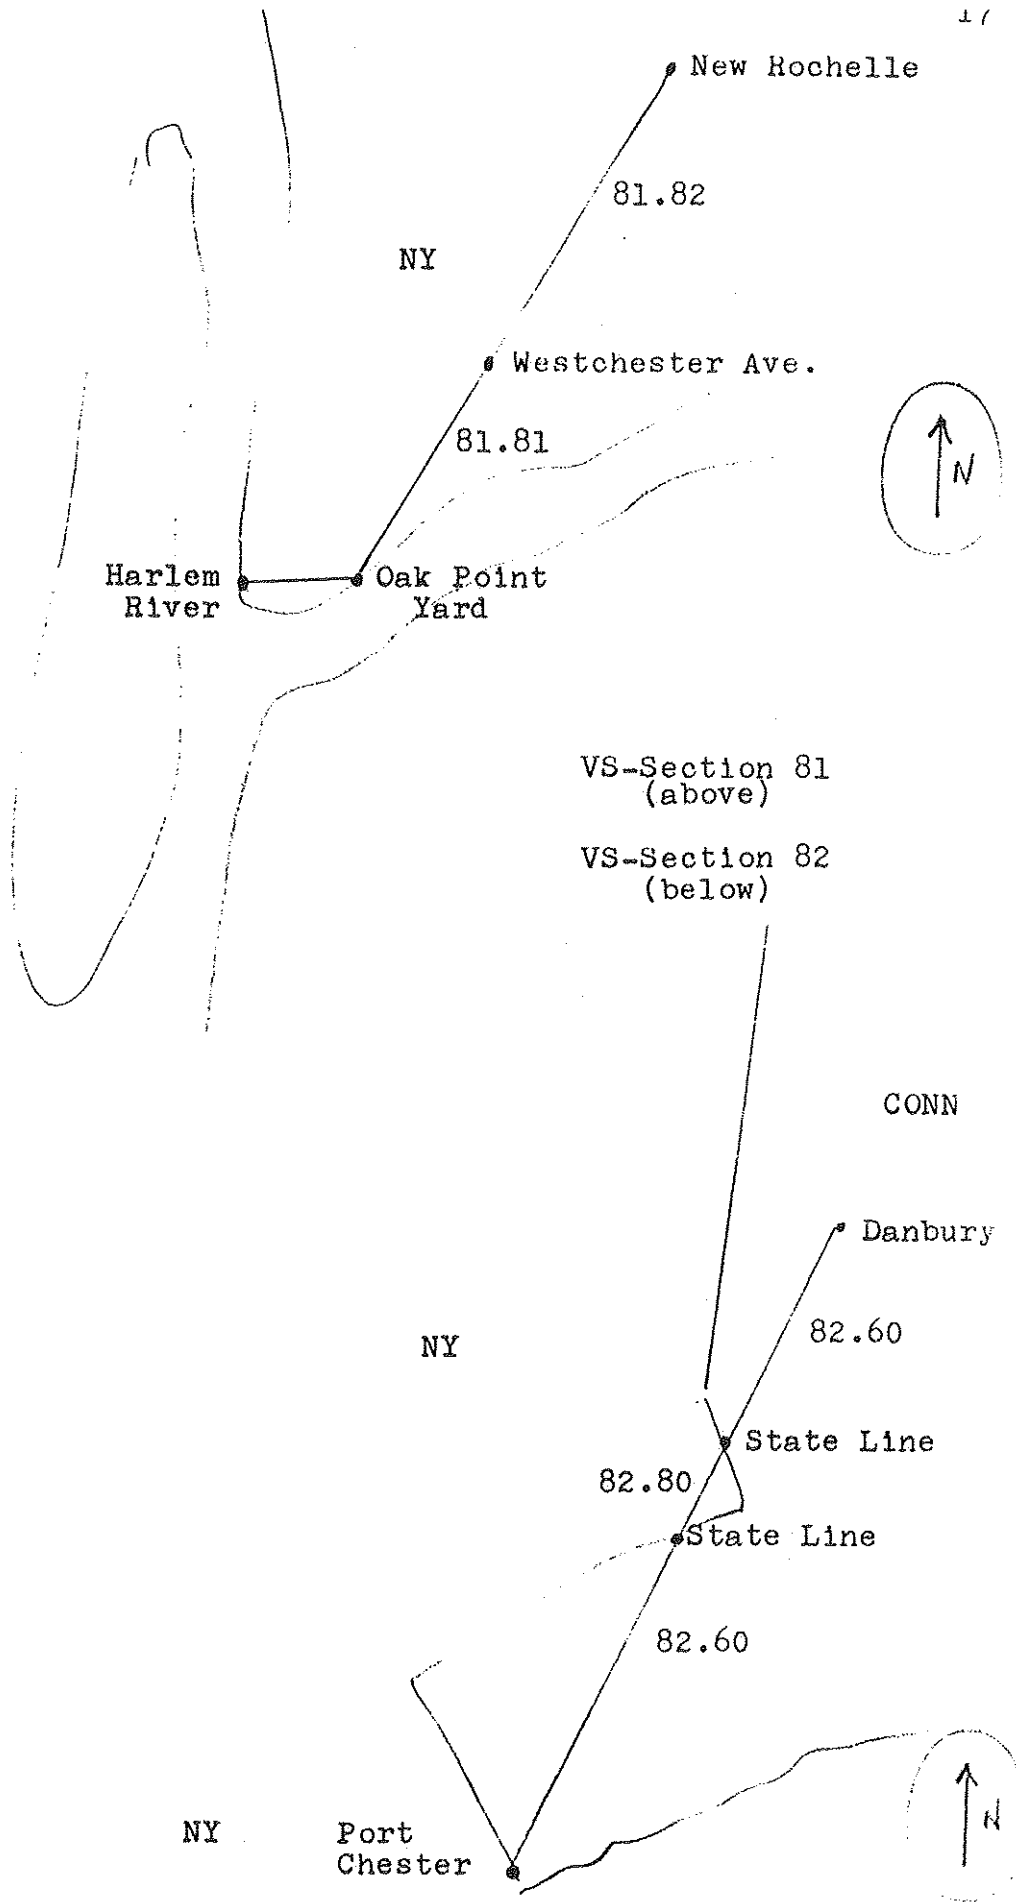 New Rochelle
81.82
NY
Westchester Ave.
81.81
N
Harlem
River
Oak Point
Yard
VS-Section 81
(above)
VS-Section 82
(below)
CONN
Danbury
82.60
NY
State Line
82.80
State Line
82.60
NY
Port
Chester
N